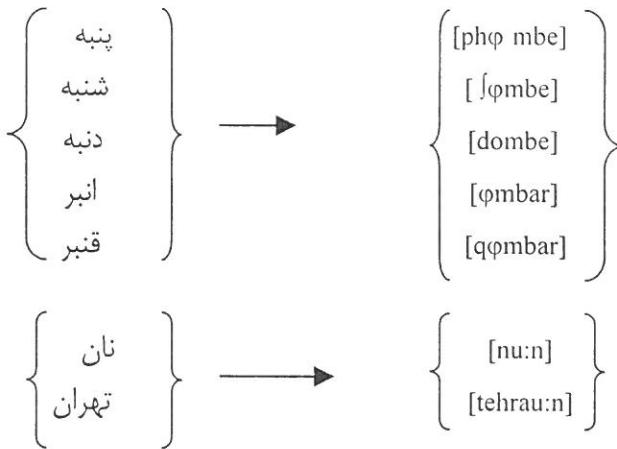 پنبه [phφ mbe]
شنبه [ ʃφmbe]
دنبه [dombe]
انبر [φmbar]
قنبر [qφmbar]
نان [nu:n]
تهران [tehrau:n]